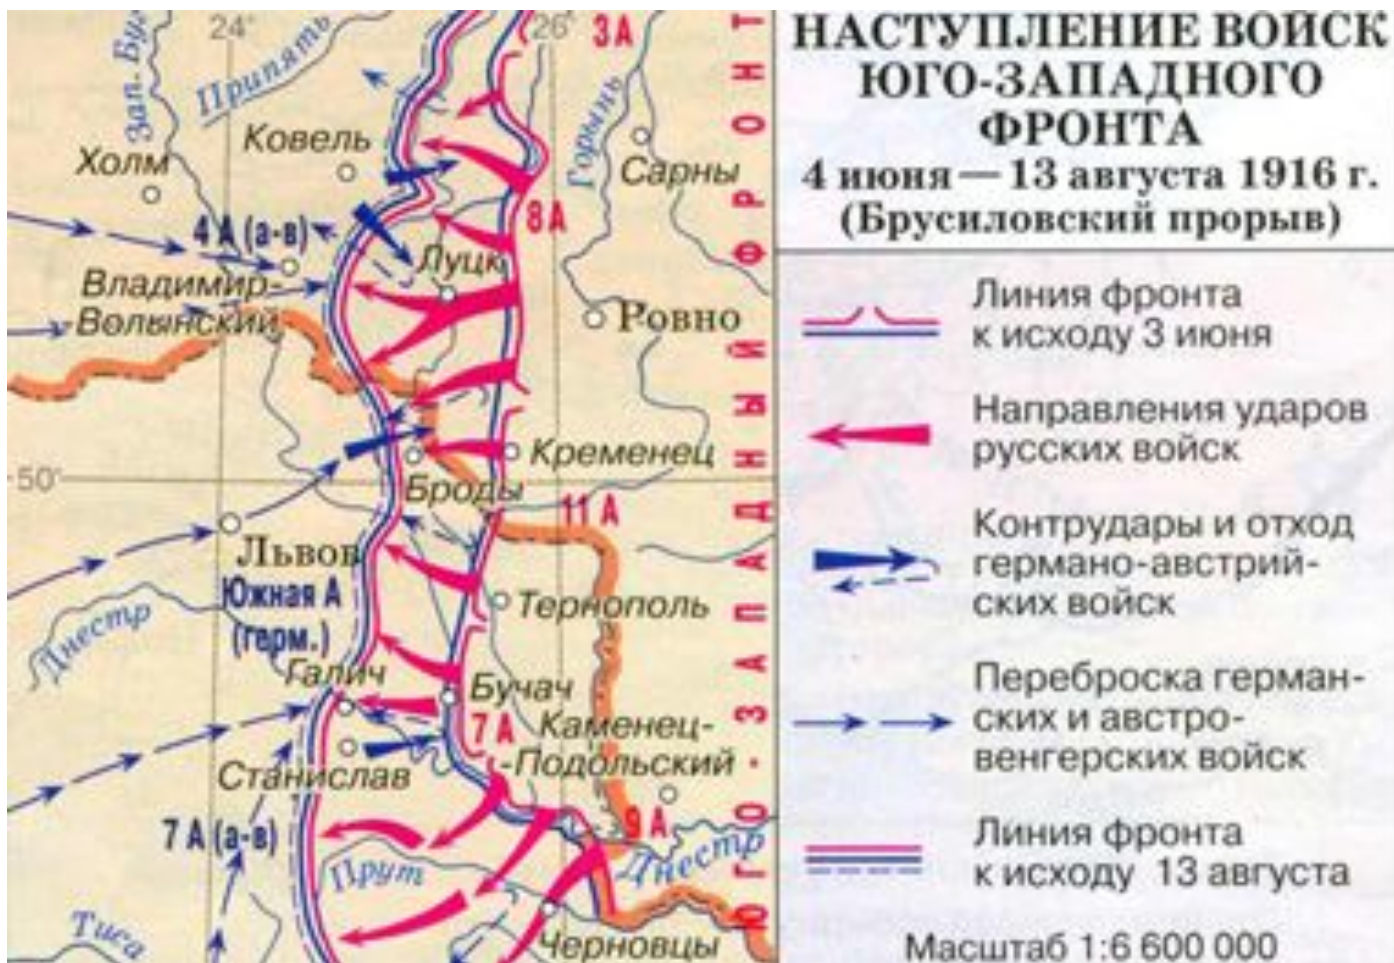 24°
26°
3 А
Зап. Бу
Припять
Ковель
Холм
Горынь
Сарны
8 А
4 А (а-в)
Луцк
Владимир-
-Волынский
Ровно
Кременец
50°
Броды
11 А
Львов
Южная А
(герм.)
Тернополь
Днестр
Галич
Бучач
7 А
Каменец-
-Подольский
Станислав
9 А
7 А (а-в)
Днестр
Прут
Тиса
Черновцы
ЮГО-ЗАПАДНЫЙ ФРОНТ
НАСТУПЛЕНИЕ ВОЙСК
ЮГО-ЗАПАДНОГО
ФРОНТА
4 июня — 13 августа 1916 г.
(Брусиловский прорыв)
Линия фронта
к исходу 3 июня
Направления ударов
русских войск
Контрудары и отход
германо-австрий-
ских войск
Переброска герман-
ских и австро-
венгерских войск
Линия фронта
к исходу 13 августа
Масштаб 1:6 600 000